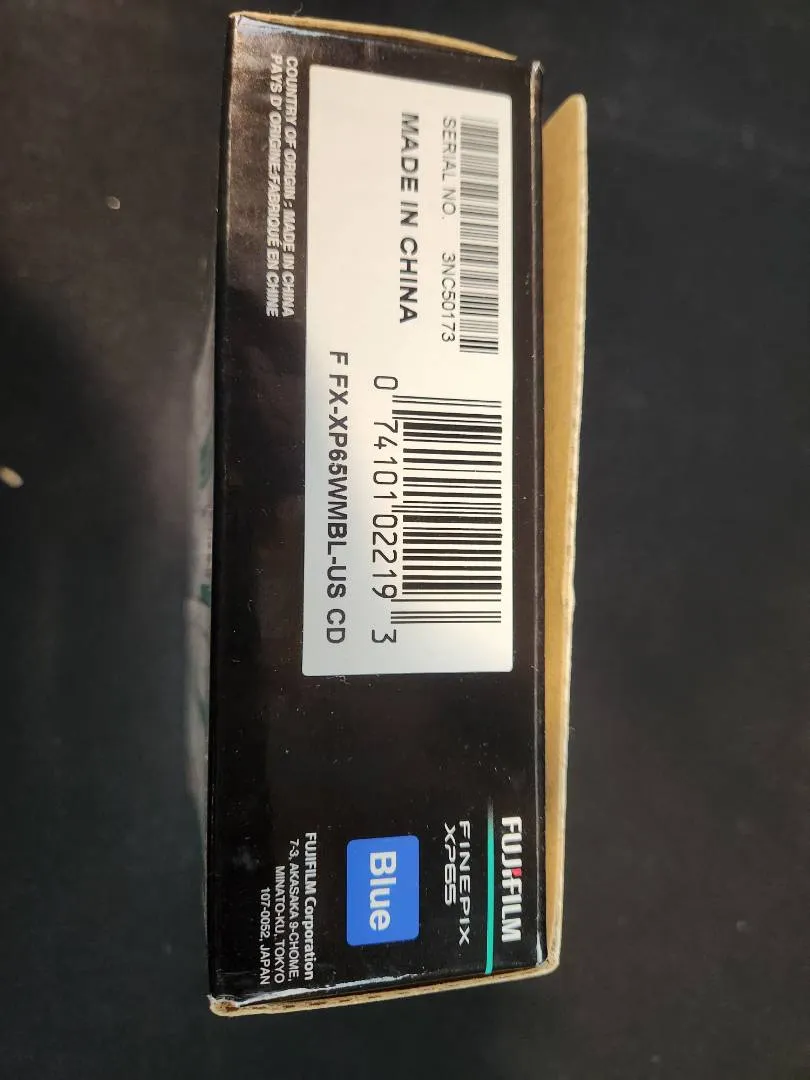 SERIAL NO. 3NC50173
MADE IN CHINA
0 74101 02219 3
F FX-XP65WMBL-US CD
COUNTRY OF ORIGIN : MADE IN CHINA
PAYS D' ORIGINE:FABRIQUÉ EN CHINE
FUJIFILM
FINEPIX
XP65
Blue
FUJIFILM Corporation
7-3, AKASAKA 9-CHOME,
MINATO-KU, TOKYO
107-0052, JAPAN